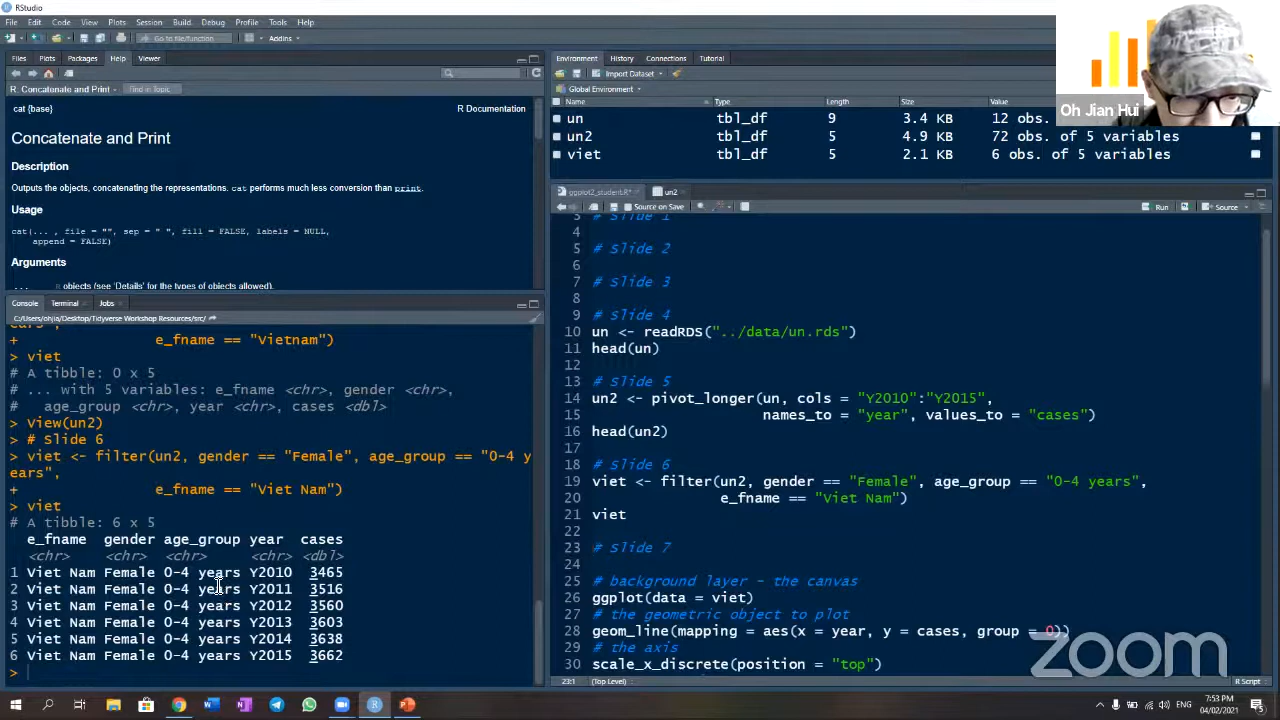 RStudio
File Edit Code View Plots Session Build Debug Profile Tools Help
Go to file/function Addins
Files Plots Packages Help Viewer
R: Concatenate and Print Find in Topic
cat {base} R Documentation
Concatenate and Print
Description
Outputs the objects, concatenating the representations. cat performs much less conversion than print.
Usage
cat(... , file = "", sep = " ", fill = FALSE, labels = NULL,
append = FALSE)
Arguments
... R objects (see 'Details' for the types of objects allowed).
Console Terminal Jobs
C:/Users/ohjia/Desktop/Tidyverse Workshop Resources/src/
ears",
+ e_fname == "Vietnam")
> viet
# A tibble: 0 x 5
# ... with 5 variables: e_fname <chr>, gender <chr>,
# age_group <chr>, year <chr>, cases <dbl>
> view(un2)
> # Slide 6
> viet <- filter(un2, gender == "Female", age_group == "0-4 y
ears",
+ e_fname == "Viet Nam")
> viet
# A tibble: 6 x 5
e_fname gender age_group year cases
<chr> <chr> <chr> <chr> <dbl>
1 Viet Nam Female 0-4 years Y2010 3465
2 Viet Nam Female 0-4 years Y2011 3516
3 Viet Nam Female 0-4 years Y2012 3560
4 Viet Nam Female 0-4 years Y2013 3603
5 Viet Nam Female 0-4 years Y2014 3638
6 Viet Nam Female 0-4 years Y2015 3662
>
Environment History Connections Tutorial
Import Dataset
Global Environment
Name Type Length Size Value
un tbl_df 9 3.4 KB 12 obs.
un2 tbl_df 5 4.9 KB 72 obs. of 5 variables
viet tbl_df 5 2.1 KB 6 obs. of 5 variables
Oh Jian Hui
ggplot2_student.R* un2
Source on Save Run Source
3 # Slide 1
4
5 # Slide 2
6
7 # Slide 3
8
9 # Slide 4
10 un <- readRDS("../data/un.rds")
11 head(un)
12
13 # Slide 5
14 un2 <- pivot_longer(un, cols = "Y2010":"Y2015",
15 names_to = "year", values_to = "cases")
16 head(un2)
17
18 # Slide 6
19 viet <- filter(un2, gender == "Female", age_group == "0-4 years",
20 e_fname == "Viet Nam")
21 viet
22
23 # Slide 7
24
25 # background layer - the canvas
26 ggplot(data = viet)
27 # the geometric object to plot
28 geom_line(mapping = aes(x = year, y = cases, group = 0))
29 # the axis
30 scale_x_discrete(position = "top")
23:1 (Top Level) R Script
zoom
ENG
7:53 PM
04/02/2021
5